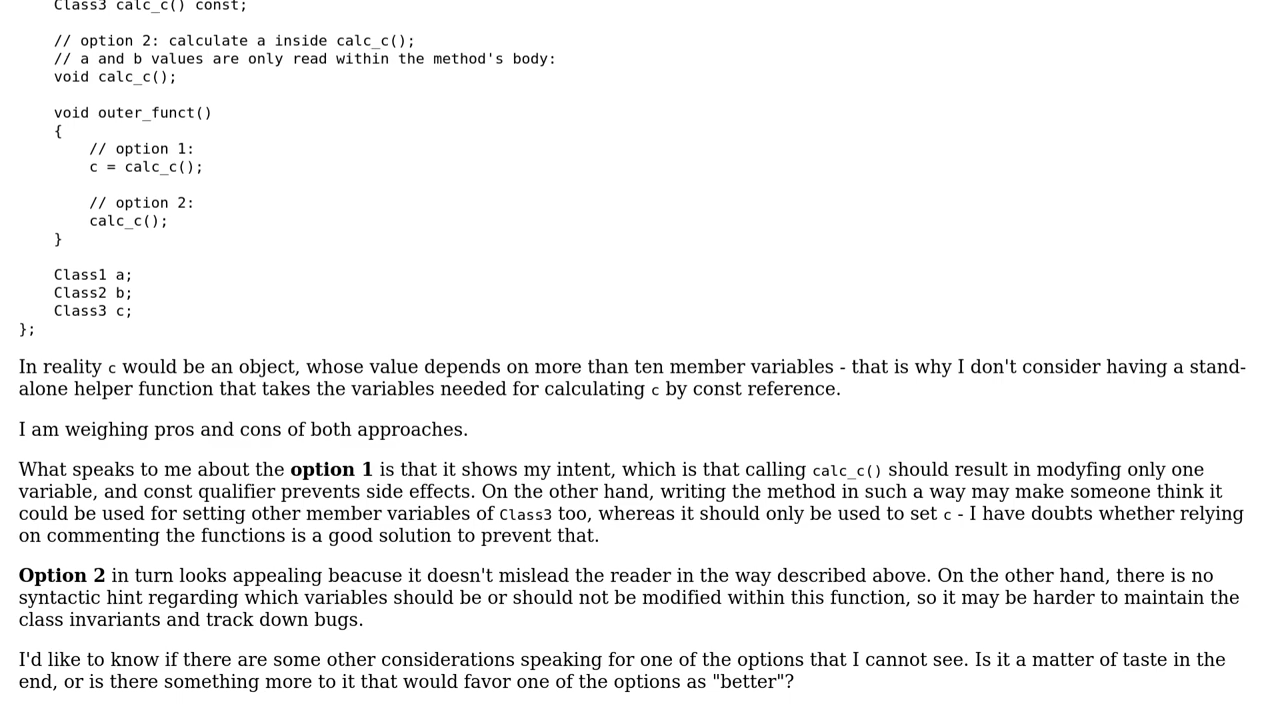 Class3 calc_c() const;
// option 2: calculate a inside calc_c();
// a and b values are only read within the method's body:
void calc_c();
void outer_funct()
{
// option 1:
c = calc_c();
// option 2:
calc_c();
}
Class1 a;
Class2 b;
Class3 c;
};
In reality c would be an object, whose value depends on more than ten member variables - that is why I don't consider having a stand-
alone helper function that takes the variables needed for calculating c by const reference.
I am weighing pros and cons of both approaches.
What speaks to me about the option 1 is that it shows my intent, which is that calling calc_c() should result in modyfing only one
variable, and const qualifier prevents side effects. On the other hand, writing the method in such a way may make someone think it
could be used for setting other member variables of Class3 too, whereas it should only be used to set c - I have doubts whether relying
on commenting the functions is a good solution to prevent that.
Option 2 in turn looks appealing beacuse it doesn't mislead the reader in the way described above. On the other hand, there is no
syntactic hint regarding which variables should be or should not be modified within this function, so it may be harder to maintain the
class invariants and track down bugs.
I'd like to know if there are some other considerations speaking for one of the options that I cannot see. Is it a matter of taste in the
end, or is there something more to it that would favor one of the options as "better"?